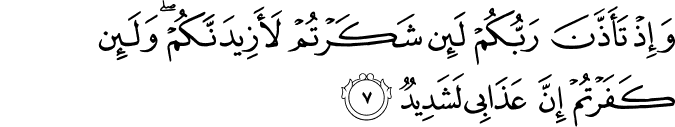 وَإِذْ تَأَذَّنَ رَبُّكُمْ لَئِن شَكَرْتُمْ لَأَزِيدَنَّكُمْ ۖ وَلَئِن
كَفَرْتُمْ إِنَّ عَذَابِى لَشَدِيدٌ ٧